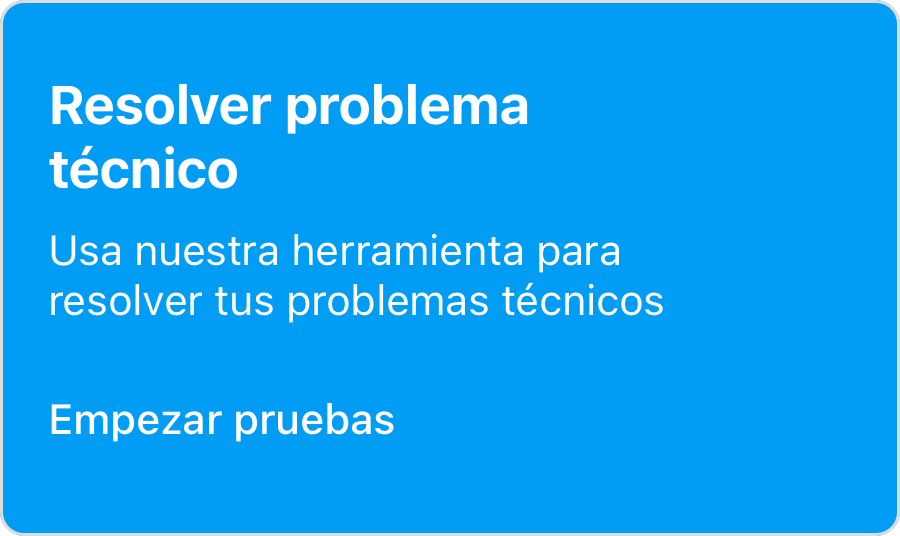 Resolver problema
técnico
Usa nuestra herramienta para
resolver tus problemas técnicos
Empezar pruebas